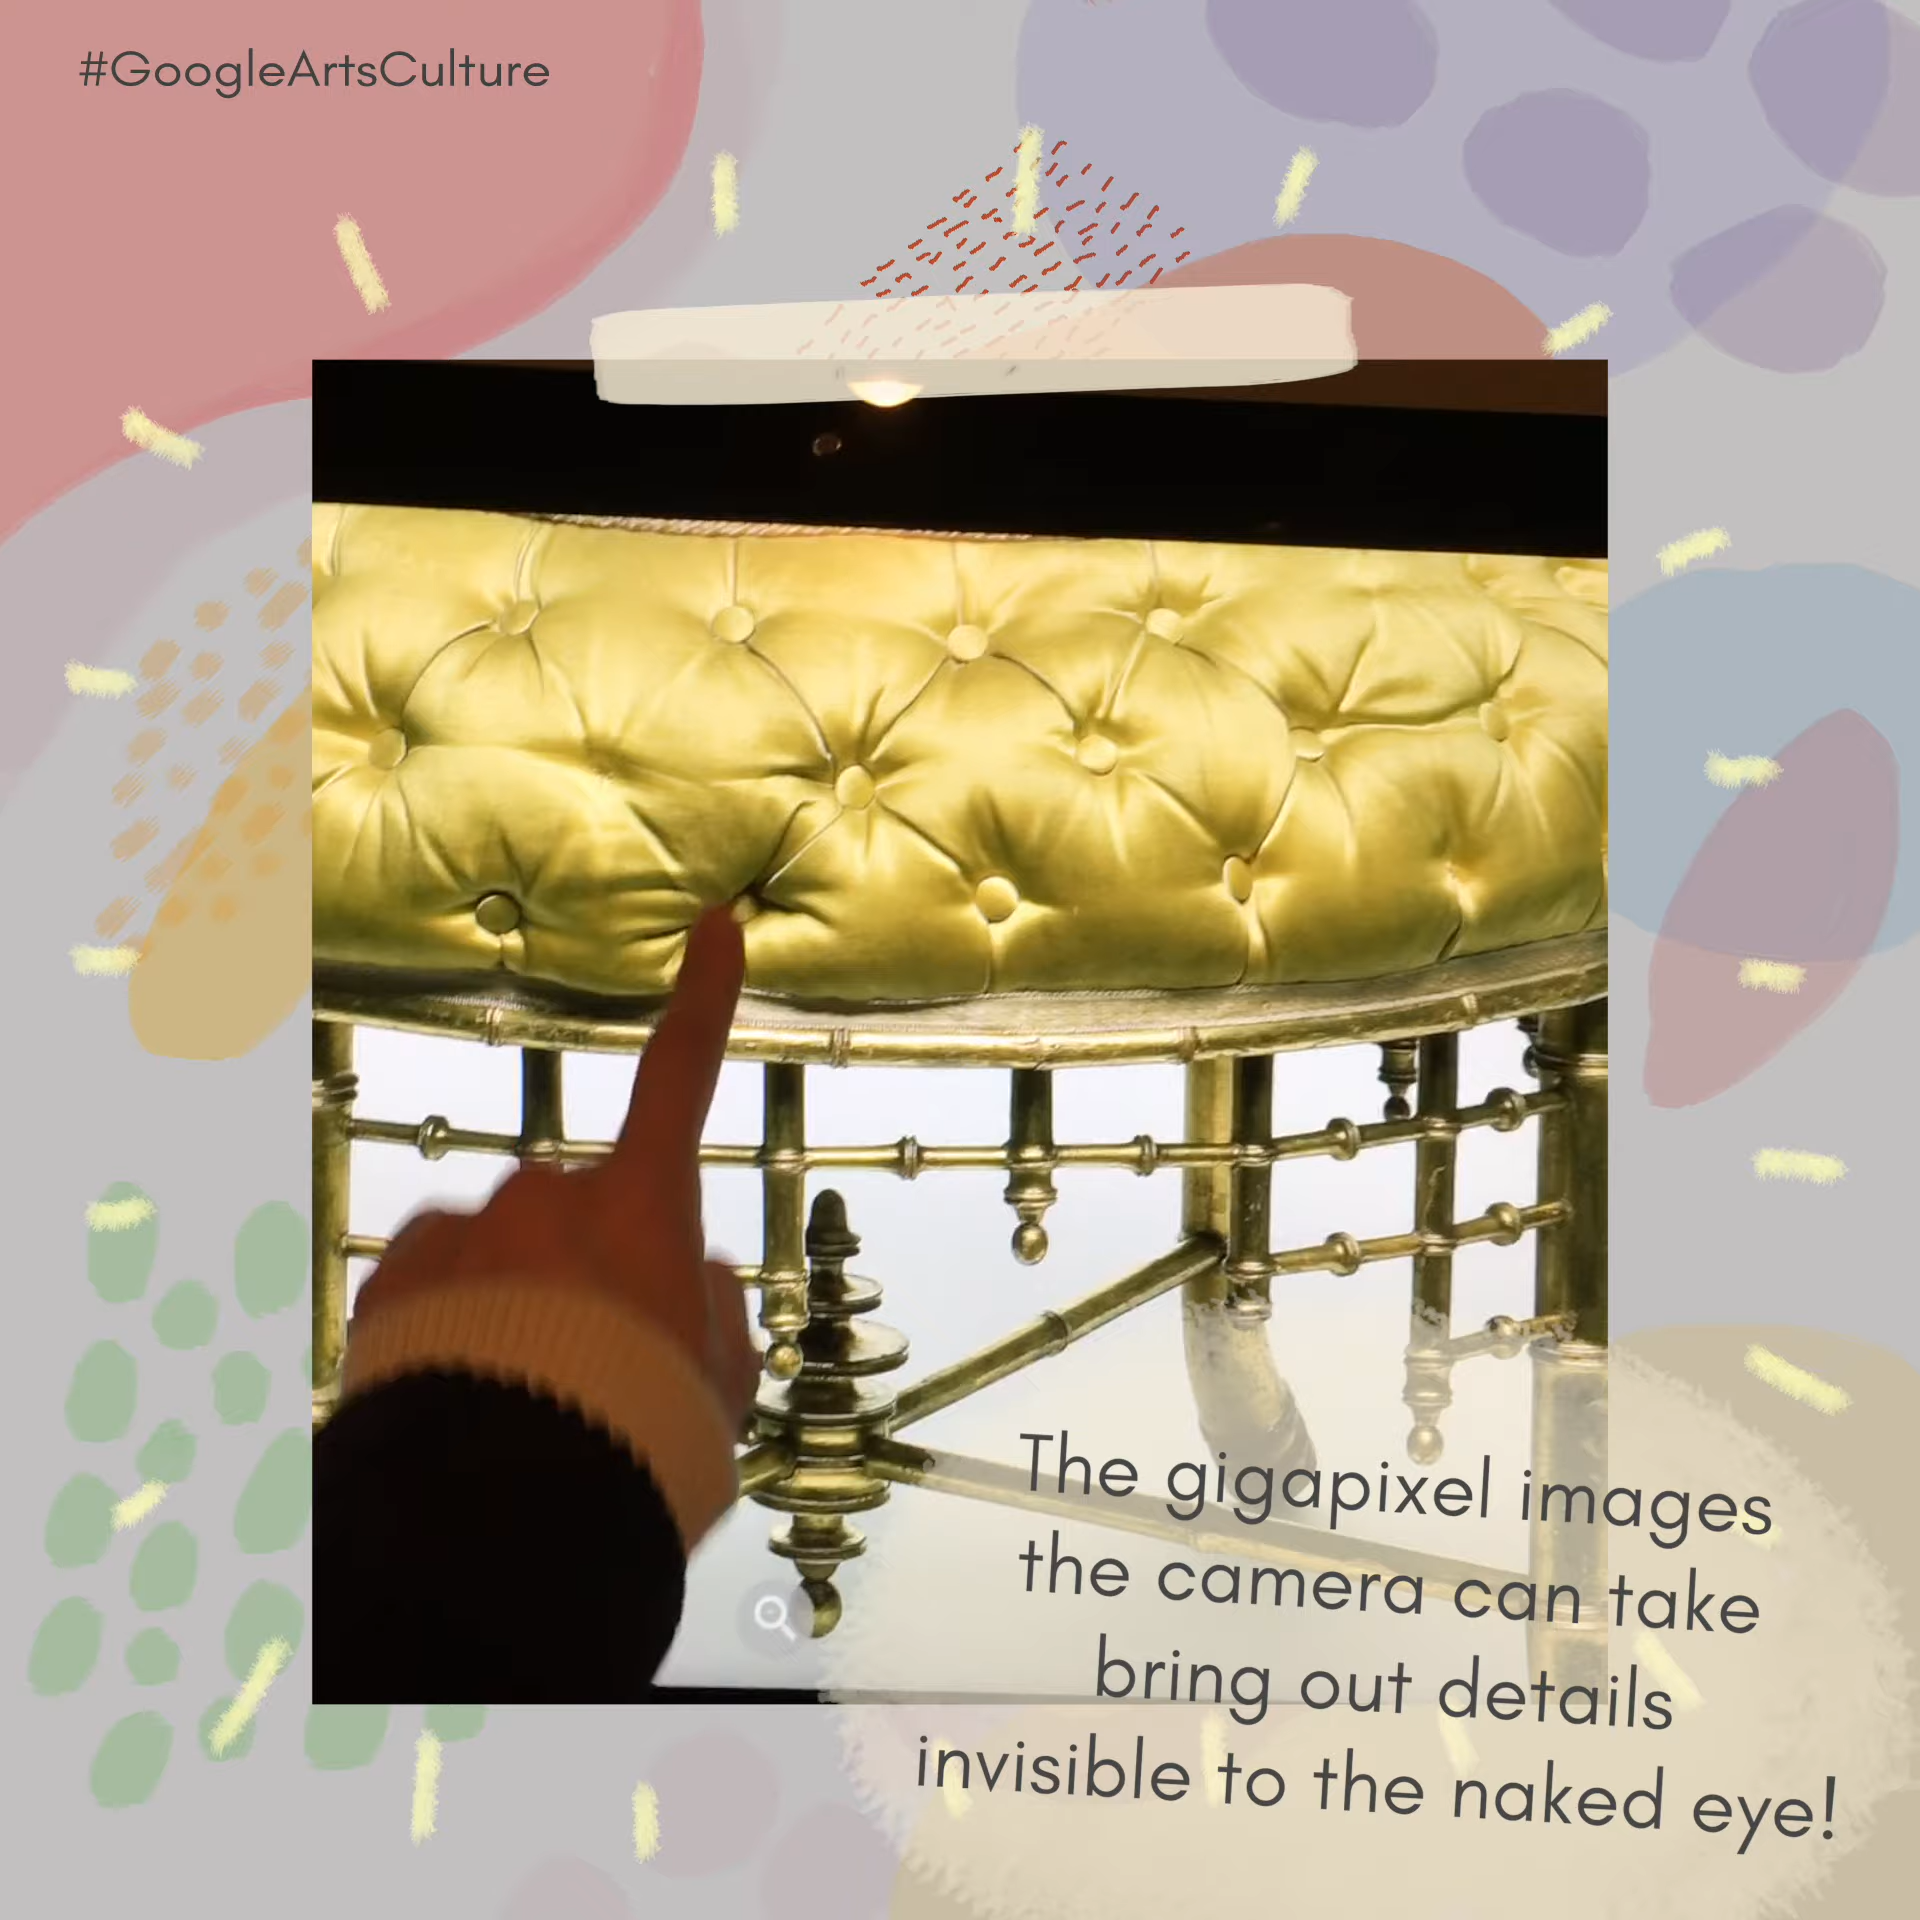 #GoogleArtsCulture
The gigapixel images
the camera can take
bring out details
invisible to the naked eye!